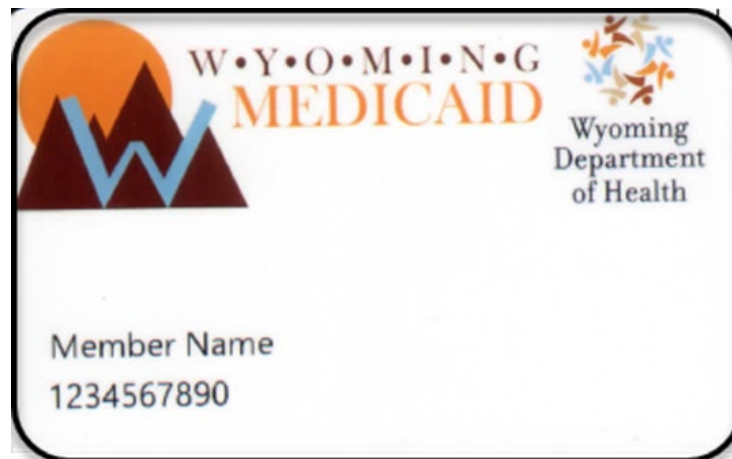 W•Y•O•M•I•N•G
MEDICAID
Wyoming
Department
of Health
Member Name
1234567890